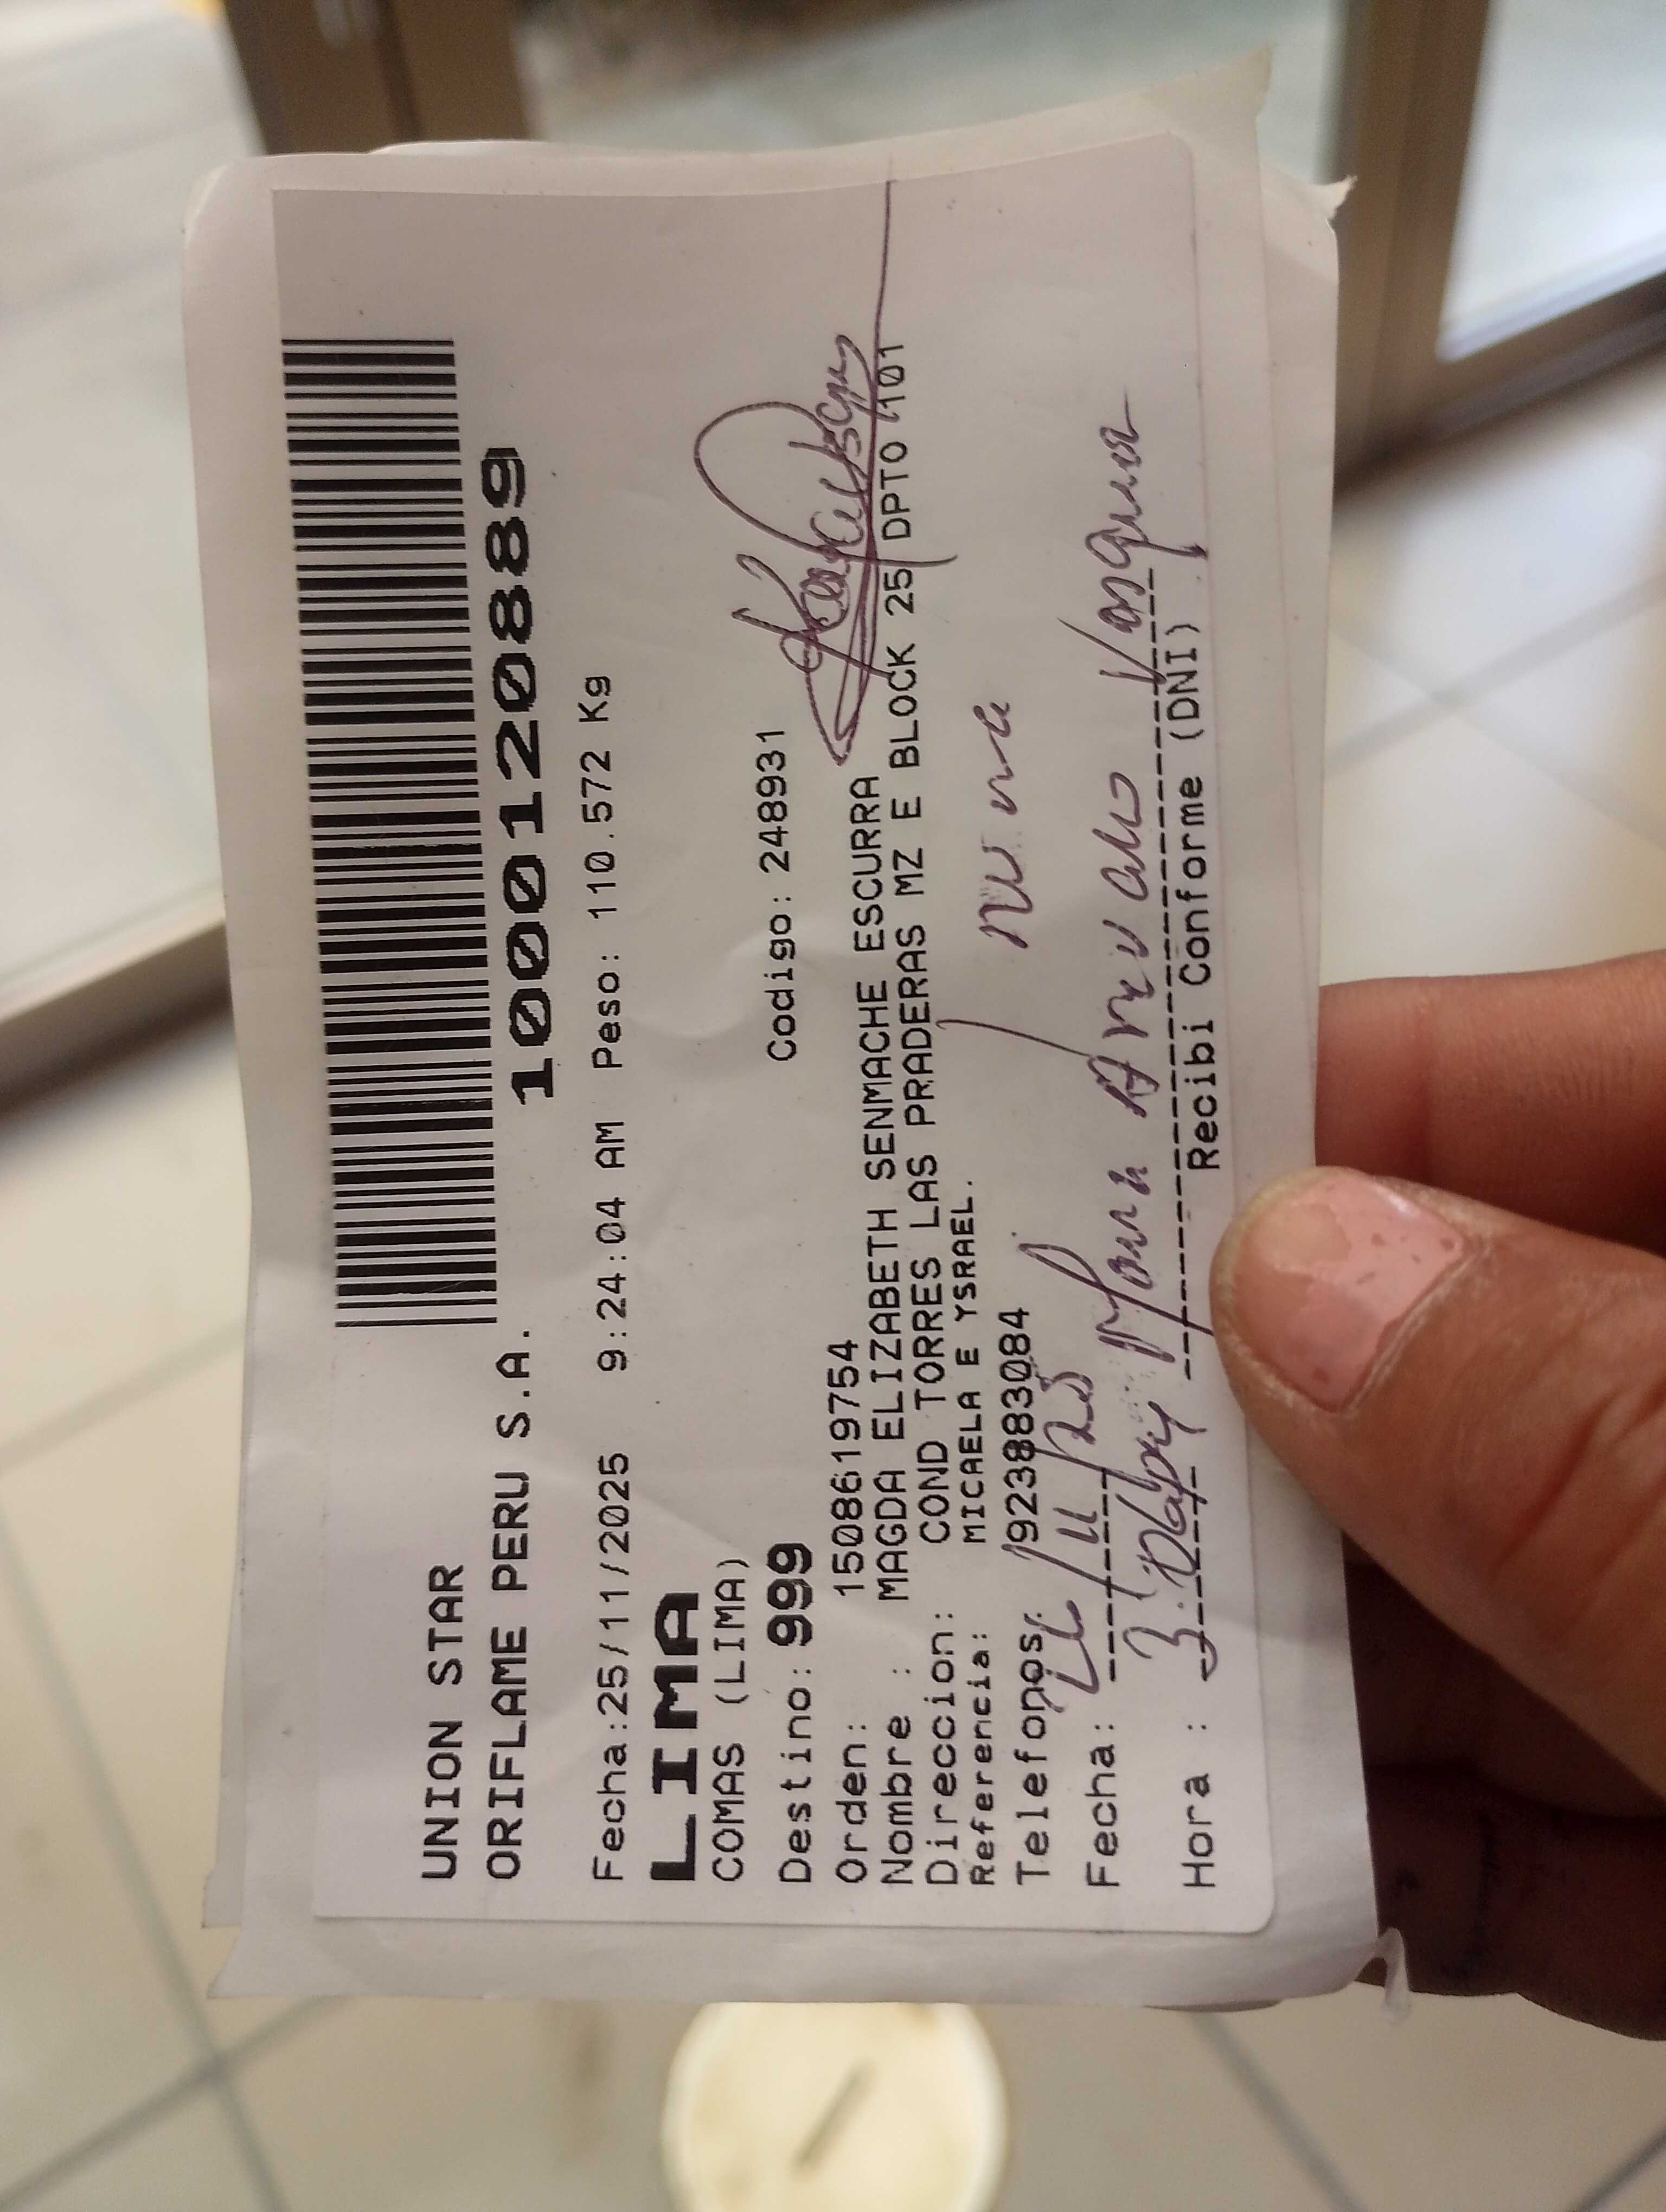 UNION STAR
ORIFLAME PERU S.A.
1000120889
Fecha:25/11/2025 9:24:04 AM Peso: 110.572 Kg
LIMA
COMAS (LIMA)
Destino: 999 Codigo: 248931
Orden: 1508619754
Nombre : MAGDA ELIZABETH SENMACHE ESCURRA
Direccion: COND TORRES LAS PRADERAS MZ E BLOCK 25 DPTO 1101
Referencia: MICAELA E YSRAEL.
Telefonos: 923883084
Fecha:
Hora :
Recibi Conforme (DNI)